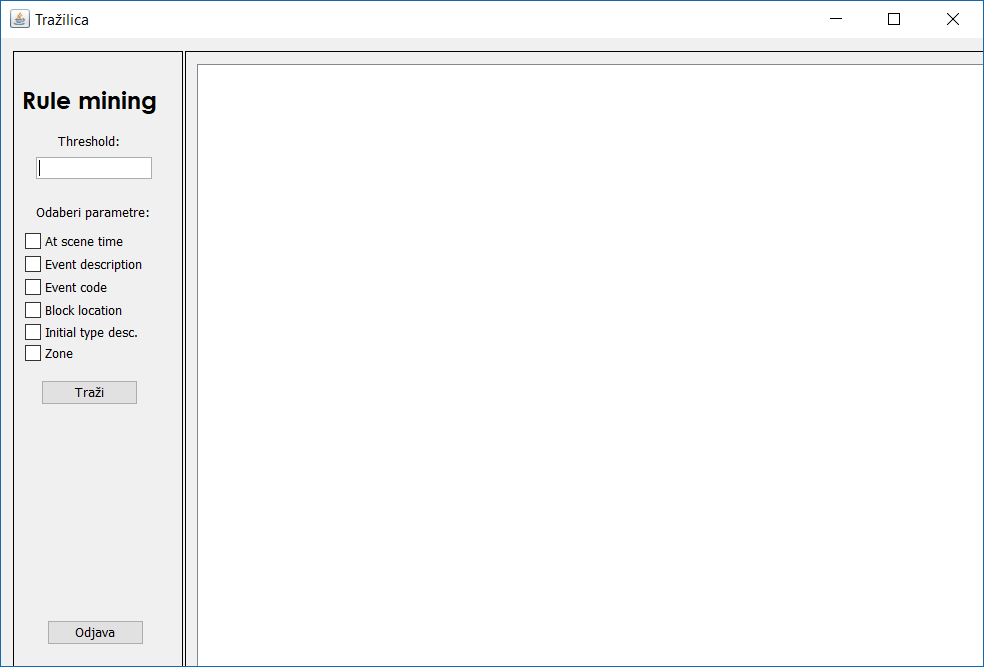 Tražilica
Rule mining
Threshold:
Odaberi parametre:
At scene time
Event description
Event code
Block location
Initial type desc.
Zone
Traži
Odjava